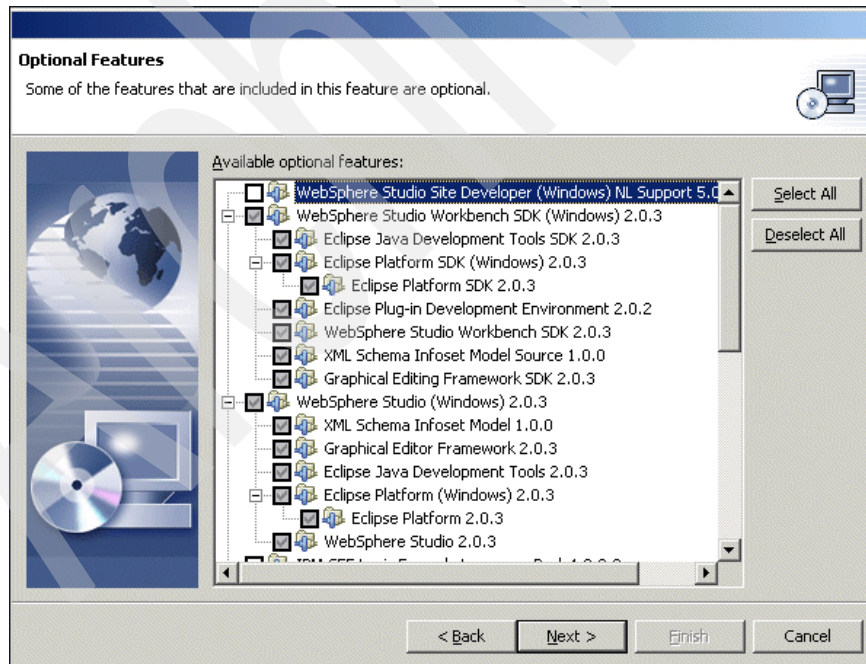 Optional Features
Some of the features that are included in this feature are optional.
Available optional features:
WebSphere Studio Site Developer (Windows) NL Support 5.0
Select All
WebSphere Studio Workbench SDK (Windows) 2.0.3
Eclipse Java Development Tools SDK 2.0.3
Deselect All
Eclipse Platform SDK (Windows) 2.0.3
Eclipse Platform SDK 2.0.3
Eclipse Plug-in Development Environment 2.0.2
WebSphere Studio Workbench SDK 2.0.3
XML Schema Infoset Model Source 1.0.0
Graphical Editing Framework SDK 2.0.3
WebSphere Studio (Windows) 2.0.3
XML Schema Infoset Model 1.0.0
Graphical Editor Framework 2.0.3
Eclipse Java Development Tools 2.0.3
Eclipse Platform (Windows) 2.0.3
Eclipse Platform 2.0.3
WebSphere Studio 2.0.3
< Back
Next >
Finish
Cancel